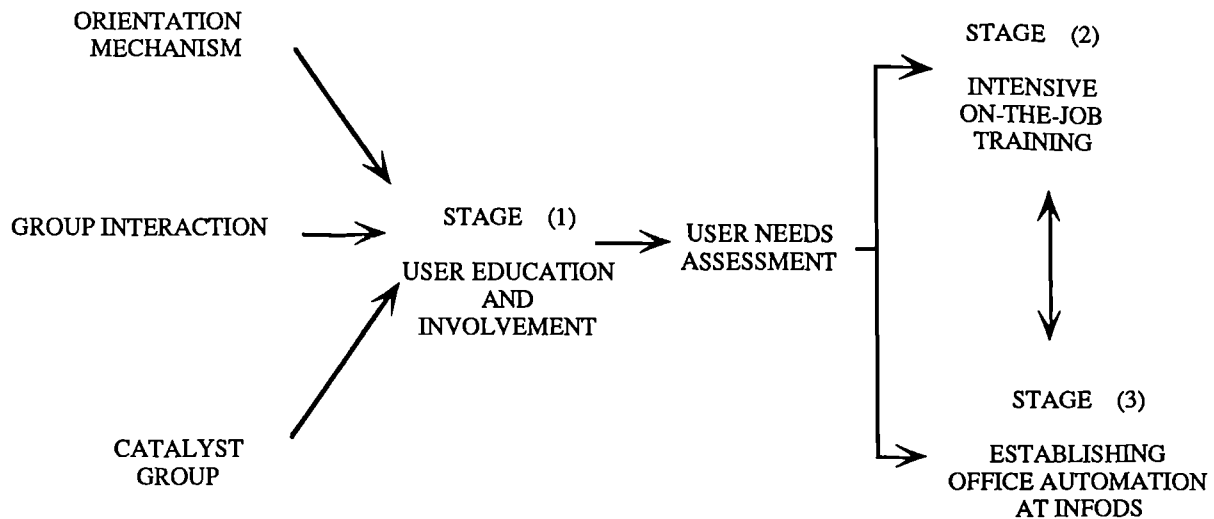 ORIENTATION
MECHANISM
GROUP INTERACTION
CATALYST
GROUP
STAGE (1)
USER EDUCATION
AND
INVOLVEMENT
USER NEEDS
ASSESSMENT
STAGE (2)
INTENSIVE
ON-THE-JOB
TRAINING
STAGE (3)
ESTABLISHING
OFFICE AUTOMATION
AT INFODS